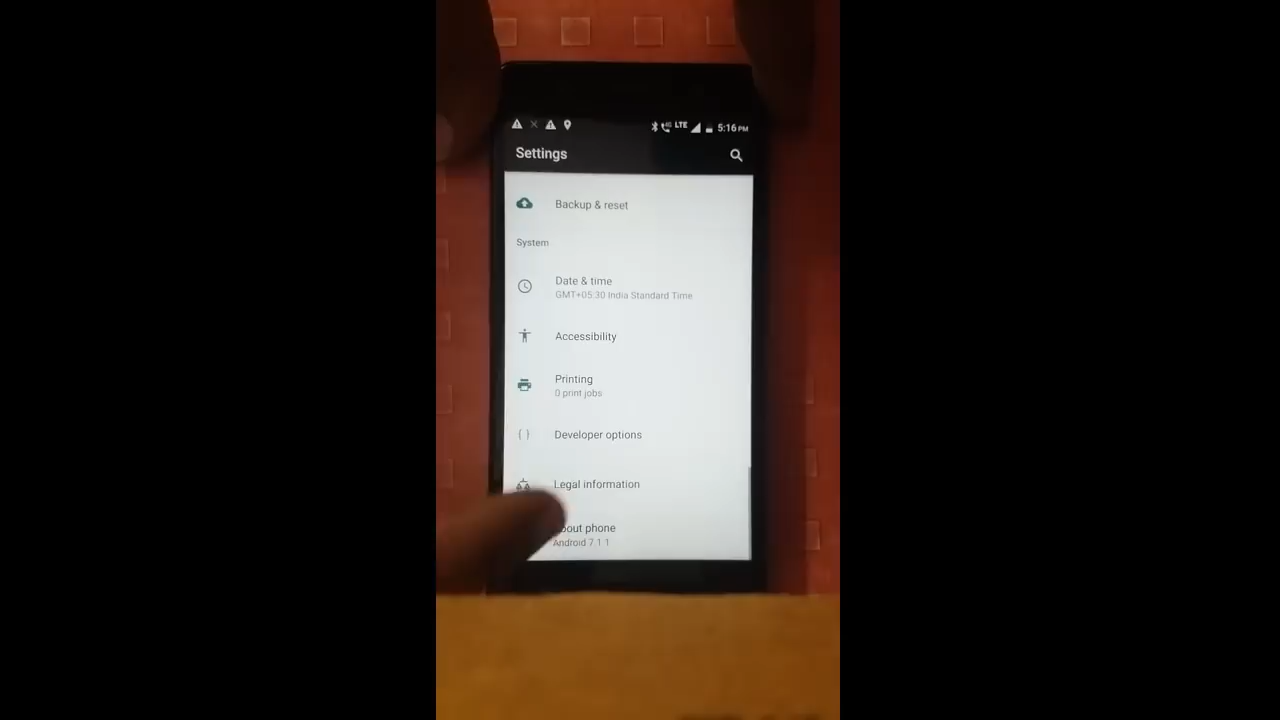 LTE 5:16 PM
Settings
Backup & reset
System
Date & time
GMT+05:30 India Standard Time
Accessibility
Printing
0 print jobs
Developer options
Legal information
out phone
Android 7.1.1